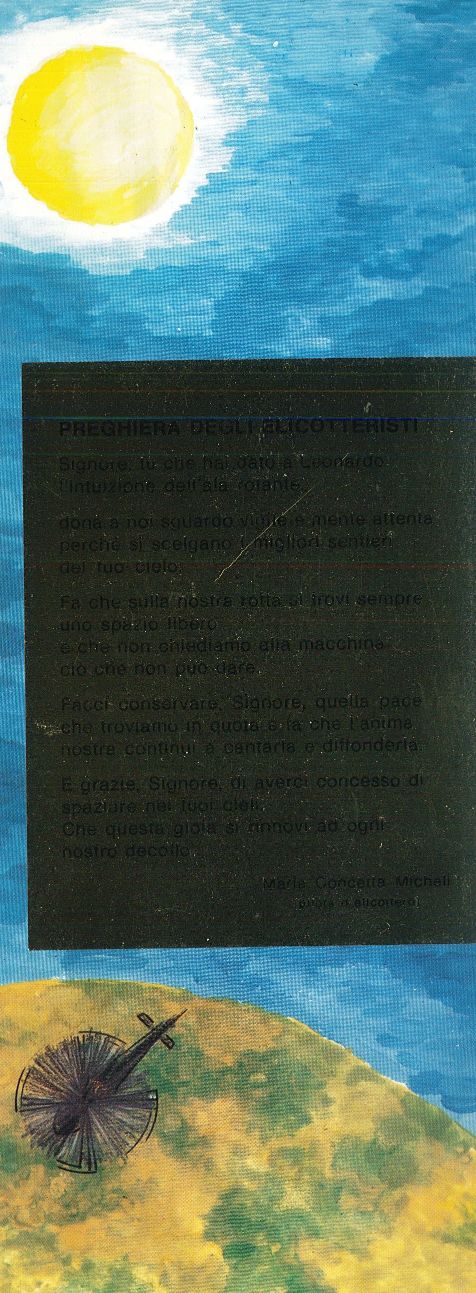 PREGHIERA DEGLI ELICOTTERISTI
Signore, tu che hai dato a Leonardo
l'intuizione dell'ala rotante,
dona a noi sguardo vigile e mente attenta
perché si scelgano i migliori sentieri
del tuo cielo.
Fa che sulla nostra rotta si trovi sempre
uno spazio libero
e che non chiediamo alla macchina
ciò che non può dare.
Facci conservare, Signore, quella pace
che troviamo in quota e fa che l'anima
nostra continui a cantarla e diffonderla.
E grazie, Signore, di averci concesso di
spaziare nei tuoi cieli.
Che questa gioia si rinnovi ad ogni
nostro decollo.
Maria Concetta Micheli
(pilota d'elicottero)